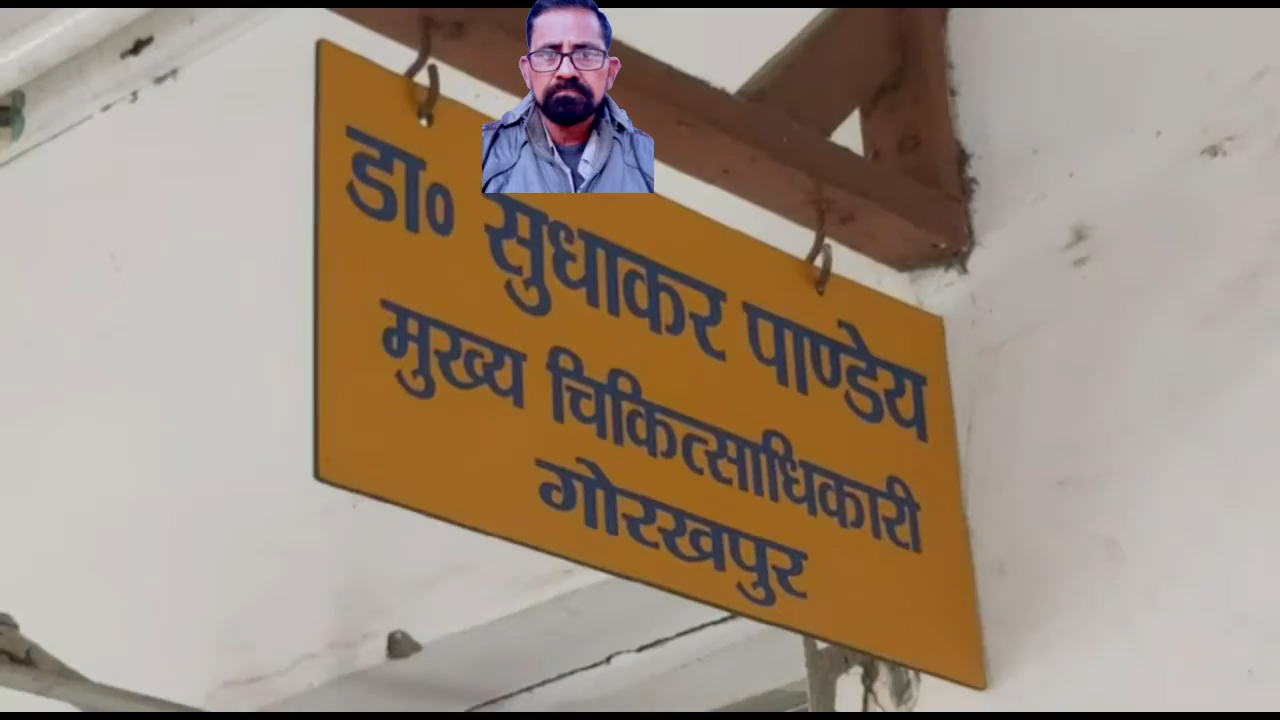 डा० सुधाकर पाण्डेय
मुख्य चिकित्साधिकारी
गोरखपुर